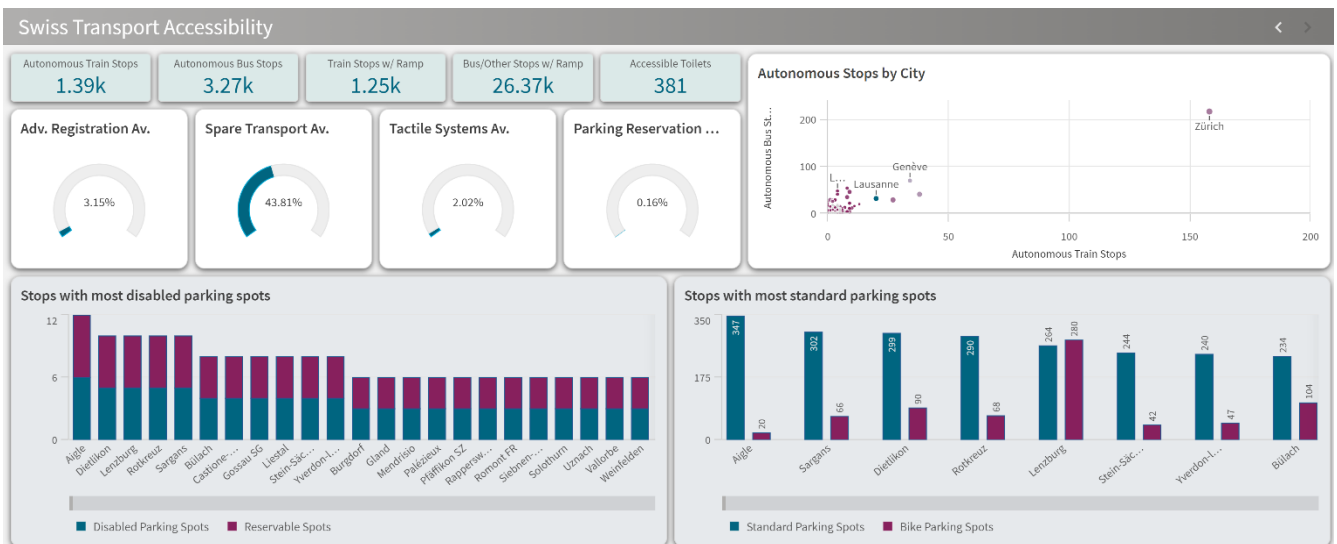 Swiss Transport Accessibility
Autonomous Train Stops
1.39k
Autonomous Bus Stops
3.27k
Train Stops w/ Ramp
1.25k
Bus/Other Stops w/ Ramp
26.37k
Accessible Toilets
381
Adv. Registration Av.
3.15%
Spare Transport Av.
43.81%
Tactile Systems Av.
2.02%
Parking Reservation ...
0.16%
Autonomous Stops by City
Autonomous Bus St...
200
100
0
Zürich
Genève
L...
Lausanne
0
50
100
150
200
Autonomous Train Stops
Stops with most disabled parking spots
12
6
0
Aigle
Dietlikon
Lenzburg
Rotkreuz
Sargans
Bülach
Castione-...
Gossau SG
Liestal
Stein-Säc...
Yverdon-l...
Burgdorf
Gland
Mendrisio
Palézieux
Pfäffikon SZ
Rappersw...
Romont FR
Siebnen-...
Solothurn
Uznach
Vallorbe
Weinfelden
Disabled Parking Spots
Reservable Spots
Stops with most standard parking spots
350
175
0
347
20
302
66
299
90
290
68
264
280
244
42
240
47
234
104
Aigle
Sargans
Dietlikon
Rotkreuz
Lenzburg
Stein-Säc...
Yverdon-l...
Bülach
Standard Parking Spots
Bike Parking Spots